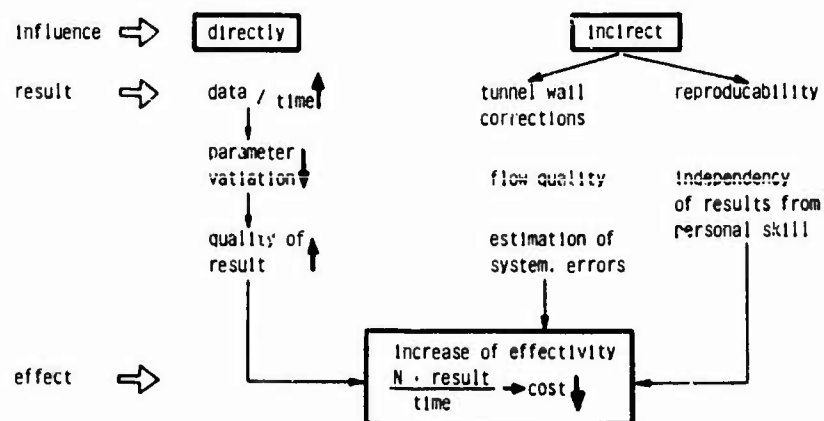 influence directly incirect
result data / time tunnel wall corrections reproducability
parameter
vatiation flow quality independency
of results from
personal skill
quality of
result estimation of
system. errors
increase of effectivity
effect N · result
time → cost